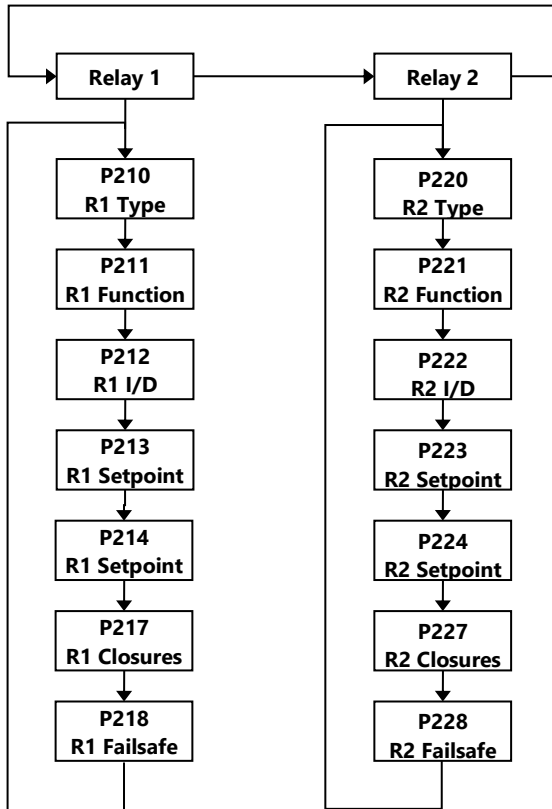 Relay 1
Relay 2
P210
R1 Type
P211
R1 Function
P212
R1 I/D
P213
R1 Setpoint
P214
R1 Setpoint
P217
R1 Closures
P218
R1 Failsafe
P220
R2 Type
P221
R2 Function
P222
R2 I/D
P223
R2 Setpoint
P224
R2 Setpoint
P227
R2 Closures
P228
R2 Failsafe